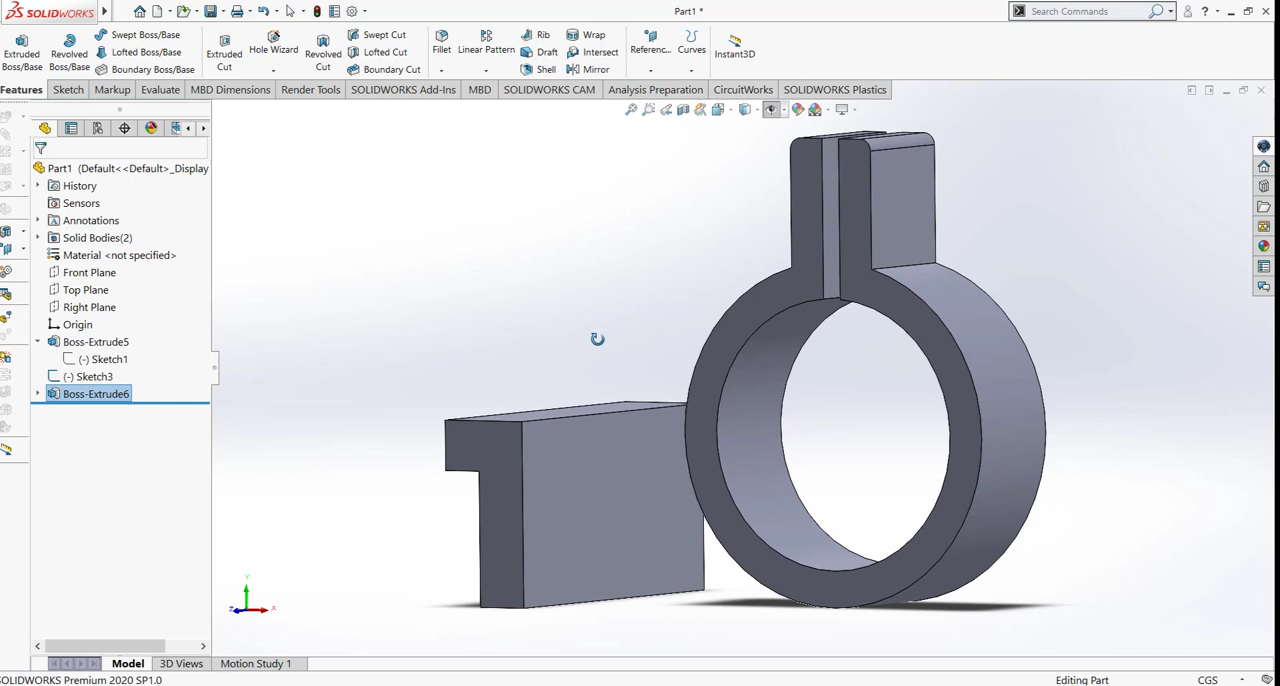 SOLIDWORKS
Part1 *
Search Commands
?
Extruded Boss/Base
Revolved Boss/Base
Swept Boss/Base
Lofted Boss/Base
Boundary Boss/Base
Extruded Cut
Hole Wizard
Revolved Cut
Swept Cut
Lofted Cut
Boundary Cut
Fillet
Linear Pattern
Rib
Draft
Shell
Wrap
Intersect
Mirror
Referenc...
Curves
Instant3D
Features Sketch Markup Evaluate MBD Dimensions Render Tools SOLIDWORKS Add-Ins MBD SOLIDWORKS CAM Analysis Preparation CircuitWorks SOLIDWORKS Plastics
Part1 (Default<<Default>_Display
History
Sensors
Annotations
Solid Bodies(2)
Material <not specified>
Front Plane
Top Plane
Right Plane
Origin
Boss-Extrude5
(-) Sketch1
(-) Sketch3
Boss-Extrude6
Y
Z
X
Model 3D Views Motion Study 1
SOLIDWORKS Premium 2020 SP1.0
Editing Part
CGS